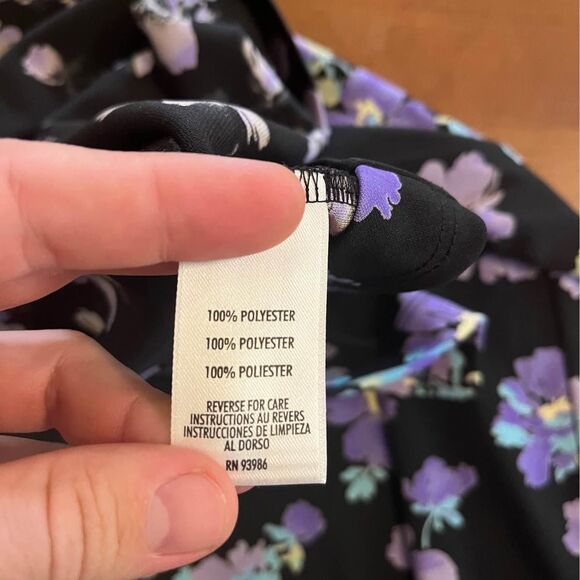 100% POLYESTER
100% POLYESTER
100% POLIESTER
REVERSE FOR CARE
INSTRUCTIONS AU REVERS
INSTRUCCIONES DE LIMPIEZA
AL DORSO
RN 93986